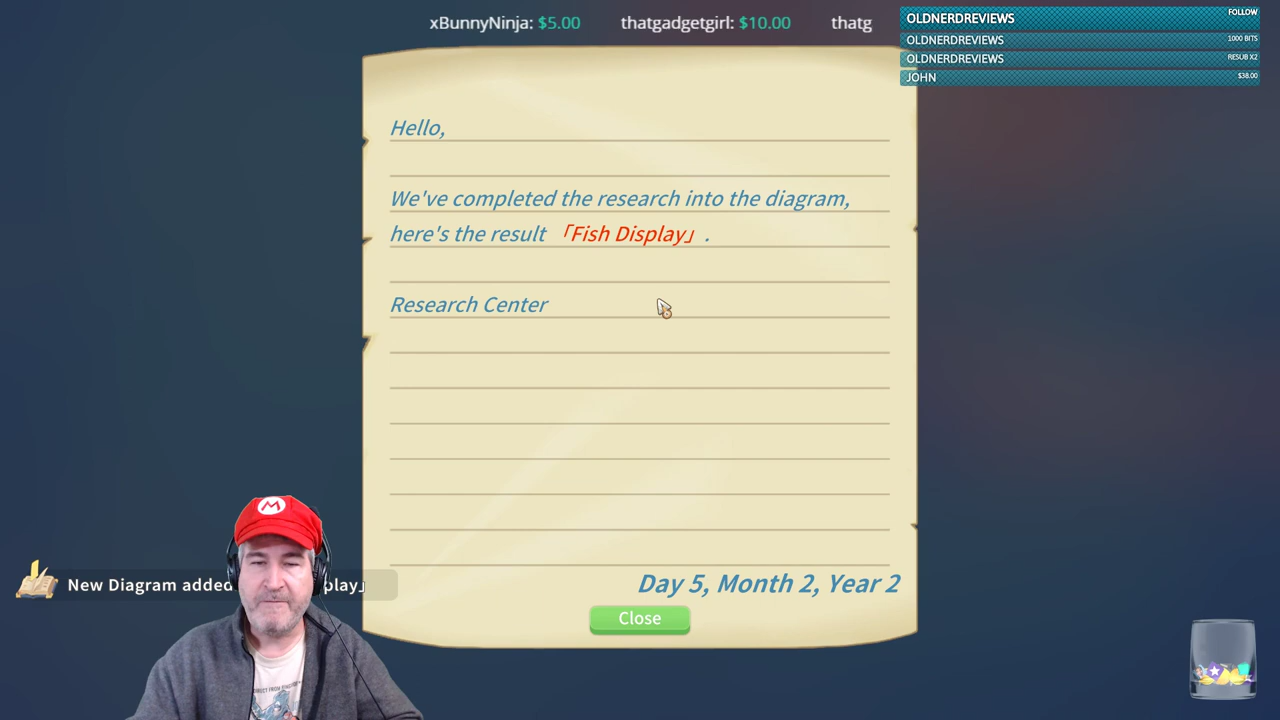 xBunnyNinja: $5.00 thatgadgetgirl: $10.00 thatg
OLDNERDREVIEWS FOLLOW
OLDNERDREVIEWS 1000 BITS
OLDNERDREVIEWS RESUB X2
JOHN $38.00
Hello,
We've completed the research into the diagram,
here's the result 「Fish Display」 .
Research Center
Day 5, Month 2, Year 2
Close
New Diagram added play」
M